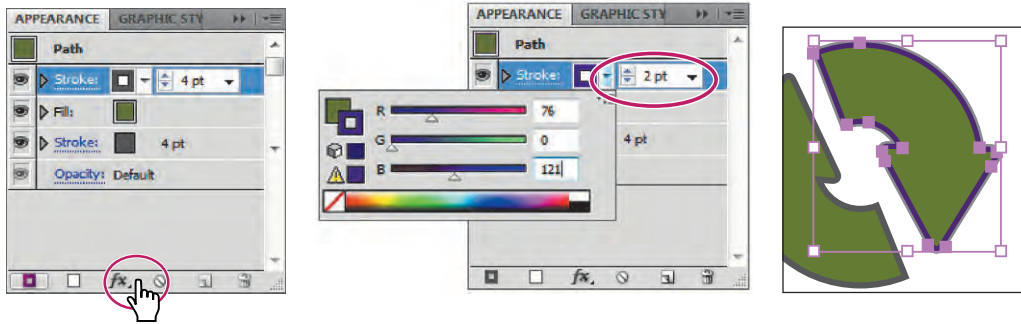 APPEARANCE GRAPHIC STY
Path
Stroke: 4 pt
Fill:
Stroke: 4 pt
Opacity: Default
fx.
APPEARANCE GRAPHIC STY
Path
Stroke: 2 pt
R 76
G 0
B 121
4 pt
fx.